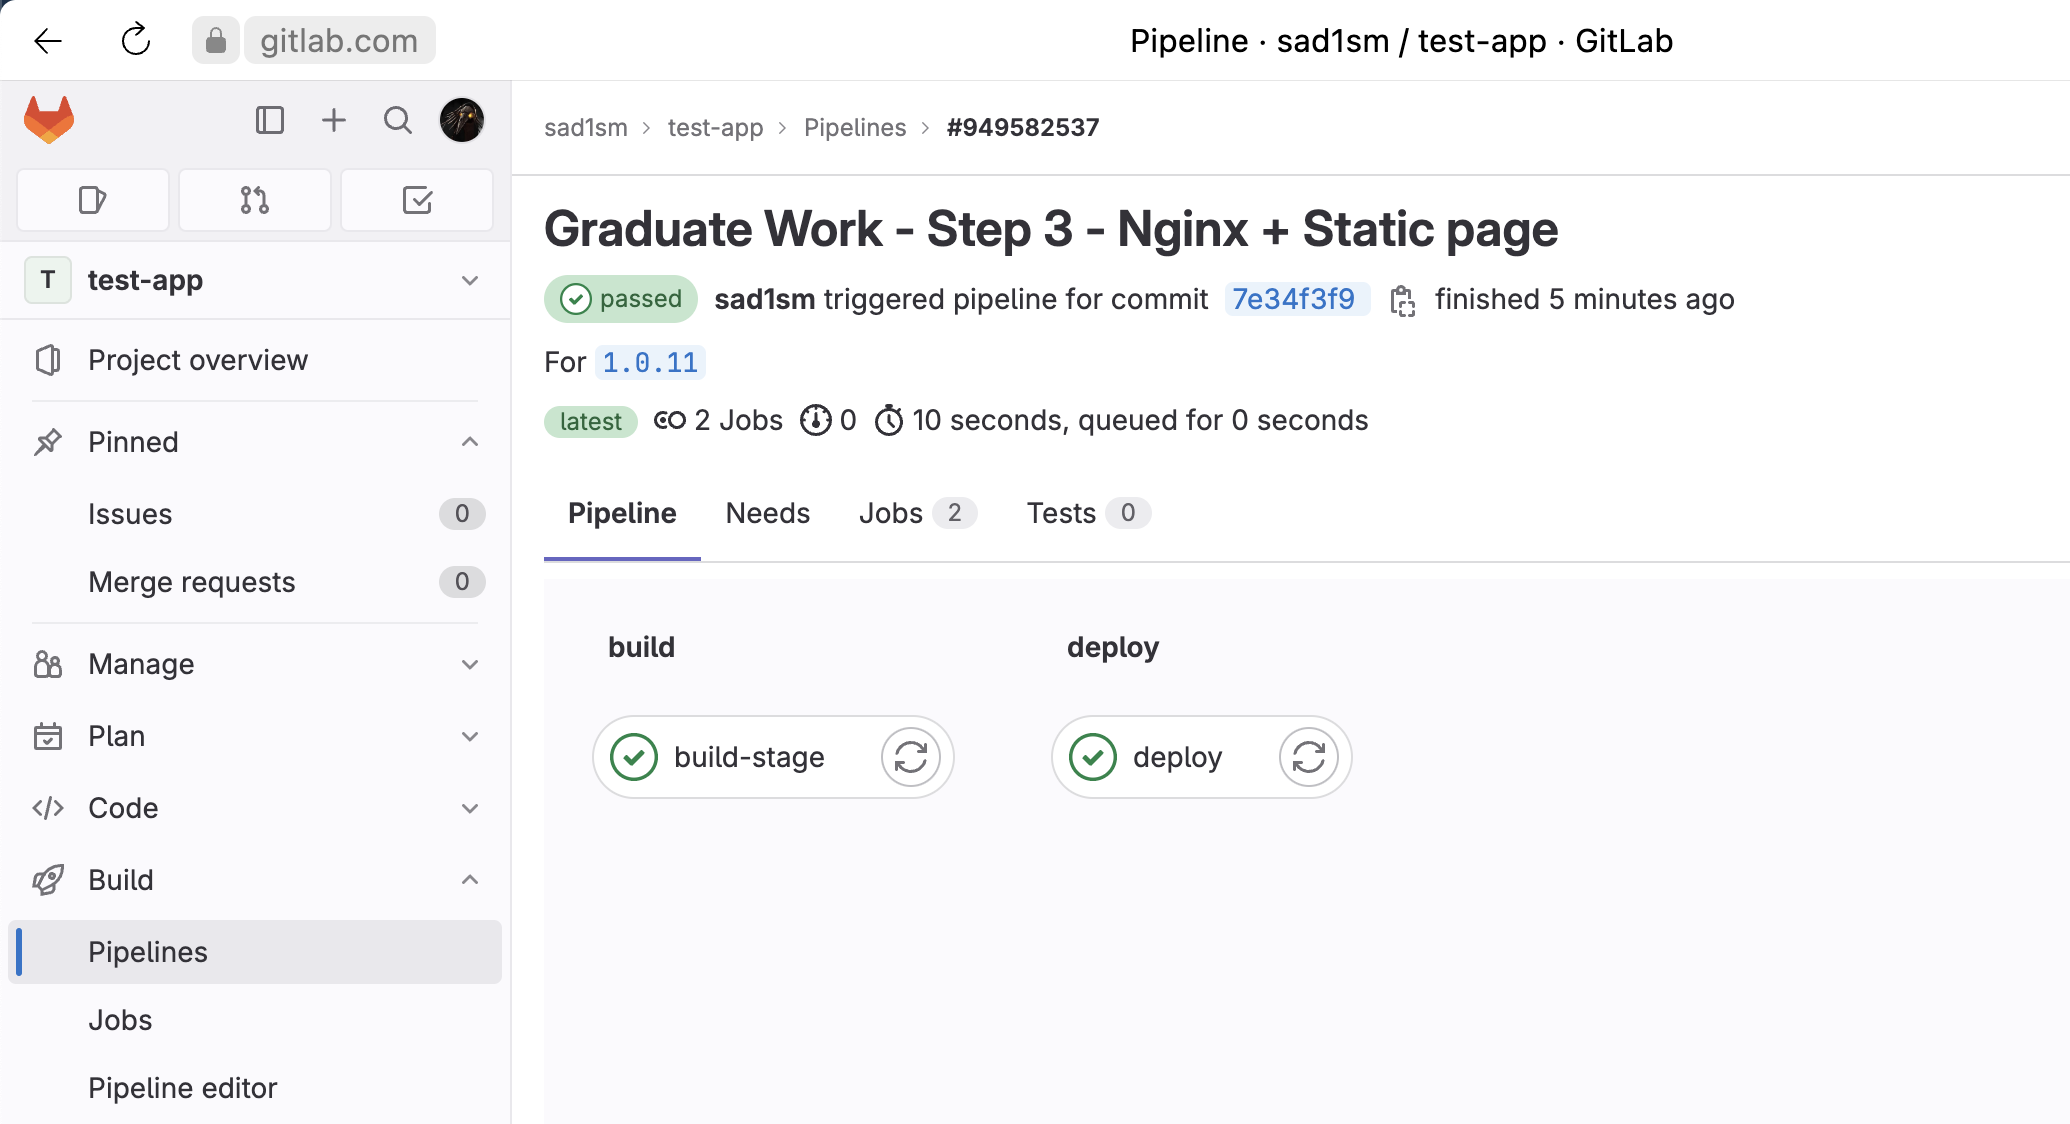 gitlab.com
Pipeline · sad1sm / test-app · GitLab
sad1sm > test-app > Pipelines > #949582537
T test-app
Project overview
Pinned
Issues 0
Merge requests 0
Manage
Plan
Code
Build
Pipelines
Jobs
Pipeline editor
Graduate Work - Step 3 - Nginx + Static page
passed sad1sm triggered pipeline for commit 7e34f3f9 finished 5 minutes ago
For 1.0.11
latest 2 Jobs 0 10 seconds, queued for 0 seconds
Pipeline Needs Jobs 2 Tests 0
build deploy
build-stage deploy